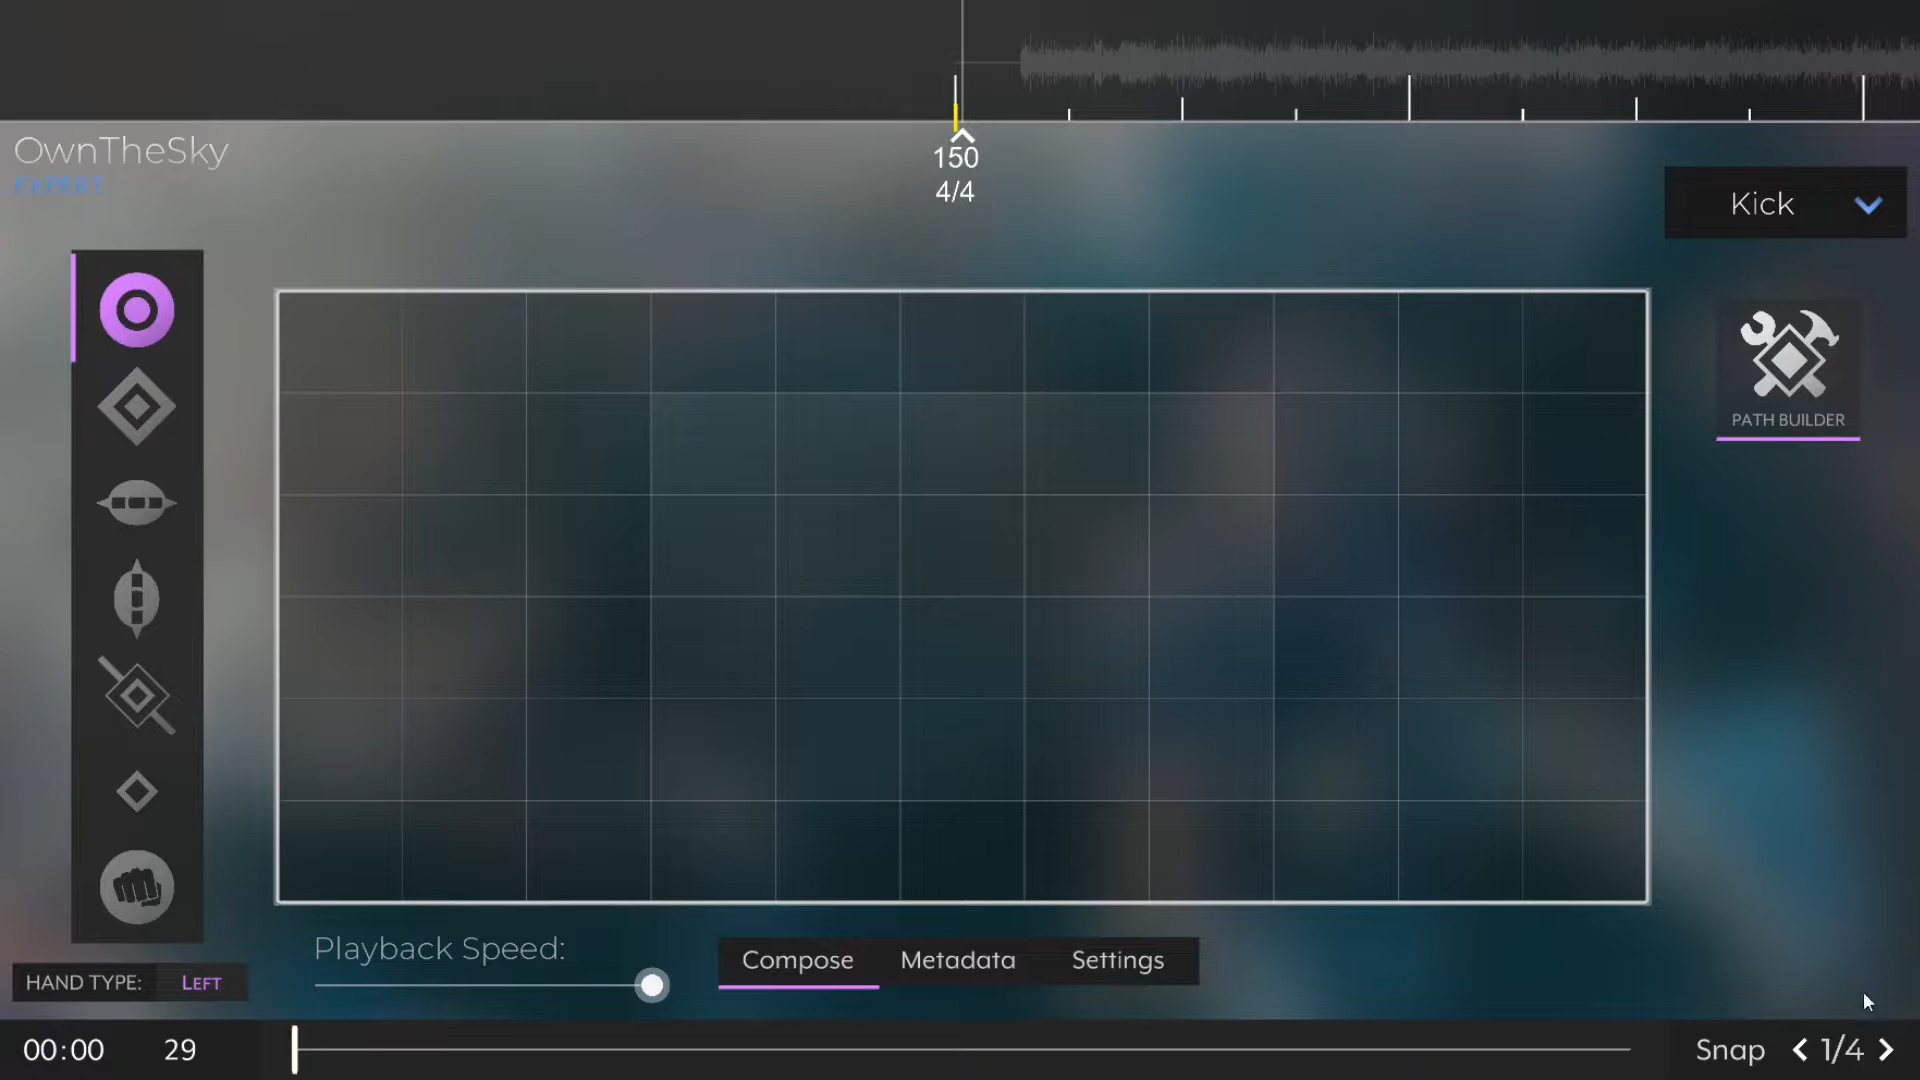 OwnTheSky
EXPERT
150
4/4
Kick
PATH BUILDER
Playback Speed:
Compose
Metadata
Settings
HAND TYPE: LEFT
00:00
29
Snap
1/4